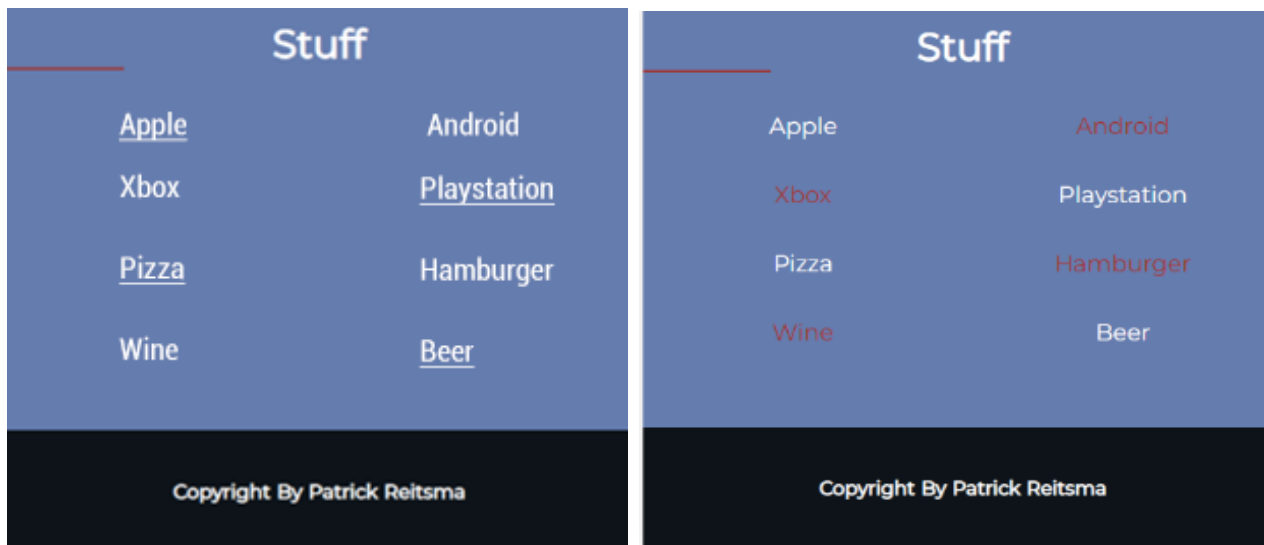 Stuff
Apple Android
Xbox Playstation
Pizza Hamburger
Wine Beer
Copyright By Patrick Reitsma
Stuff
Apple Android
Xbox Playstation
Pizza Hamburger
Wine Beer
Copyright By Patrick Reitsma